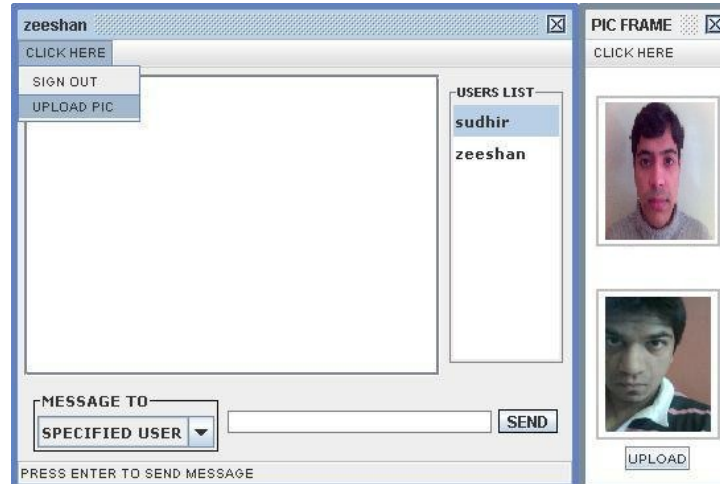 zeeshan
CLICK HERE
SIGN OUT
UPLOAD PIC
USERS LIST
sudhir
zeeshan
MESSAGE TO
SPECIFIED USER
SEND
PRESS ENTER TO SEND MESSAGE
PIC FRAME
CLICK HERE
UPLOAD